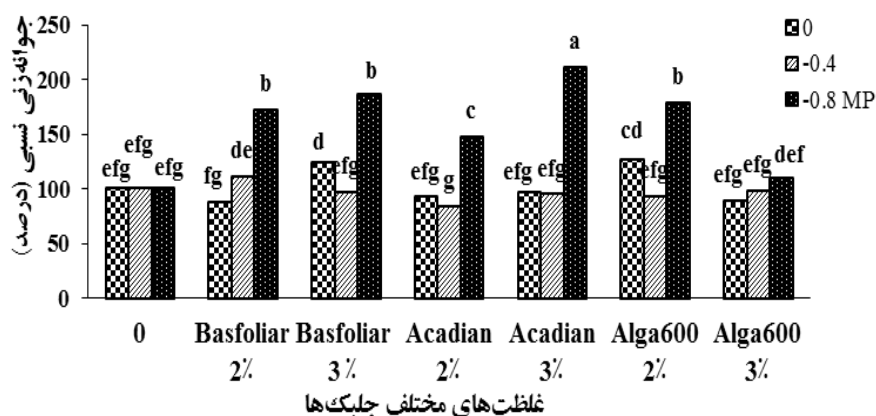 جوانه‌زنی نسبی (درصد)
250
200
150
100
50
0
0
-0.4
-0.8 MP
efg efg efg
fg de b
d efg b
efg g c
efg efg a
cd efg b
efg efg def
0 Basfoliar Basfoliar Acadian Acadian Alga600 Alga600
2٪ 3٪ 2٪ 3٪ 2٪ 3٪
غلظت‌های مختلف جلبک‌ها